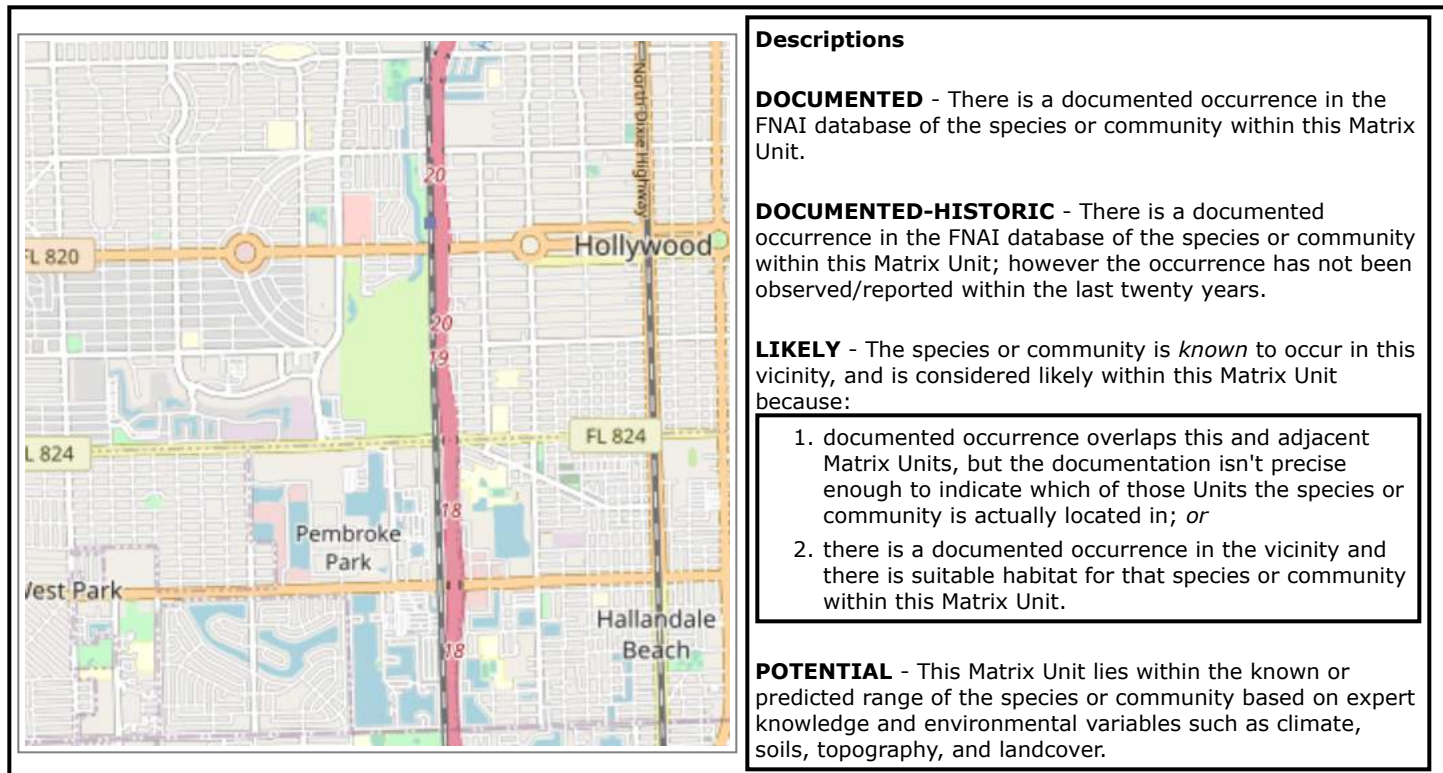 North Dixie Highway
20
FL 820
Hollywood
20
19
FL 824
L 824
18
Pembroke
Park
West Park
Hallandale
Beach
18
Descriptions
DOCUMENTED - There is a documented occurrence in the
FNAI database of the species or community within this Matrix
Unit.
DOCUMENTED-HISTORIC - There is a documented
occurrence in the FNAI database of the species or community
within this Matrix Unit; however the occurrence has not been
observed/reported within the last twenty years.
LIKELY - The species or community is known to occur in this
vicinity, and is considered likely within this Matrix Unit
because:
1. documented occurrence overlaps this and adjacent
Matrix Units, but the documentation isn't precise
enough to indicate which of those Units the species or
community is actually located in; or
2. there is a documented occurrence in the vicinity and
there is suitable habitat for that species or community
within this Matrix Unit.
POTENTIAL - This Matrix Unit lies within the known or
predicted range of the species or community based on expert
knowledge and environmental variables such as climate,
soils, topography, and landcover.